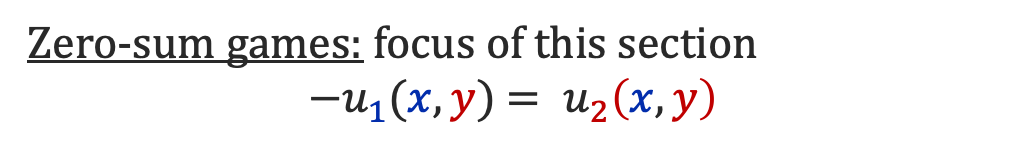 Zero-sum games: focus of this section
−u₁(x, y) = u₂(x, y)